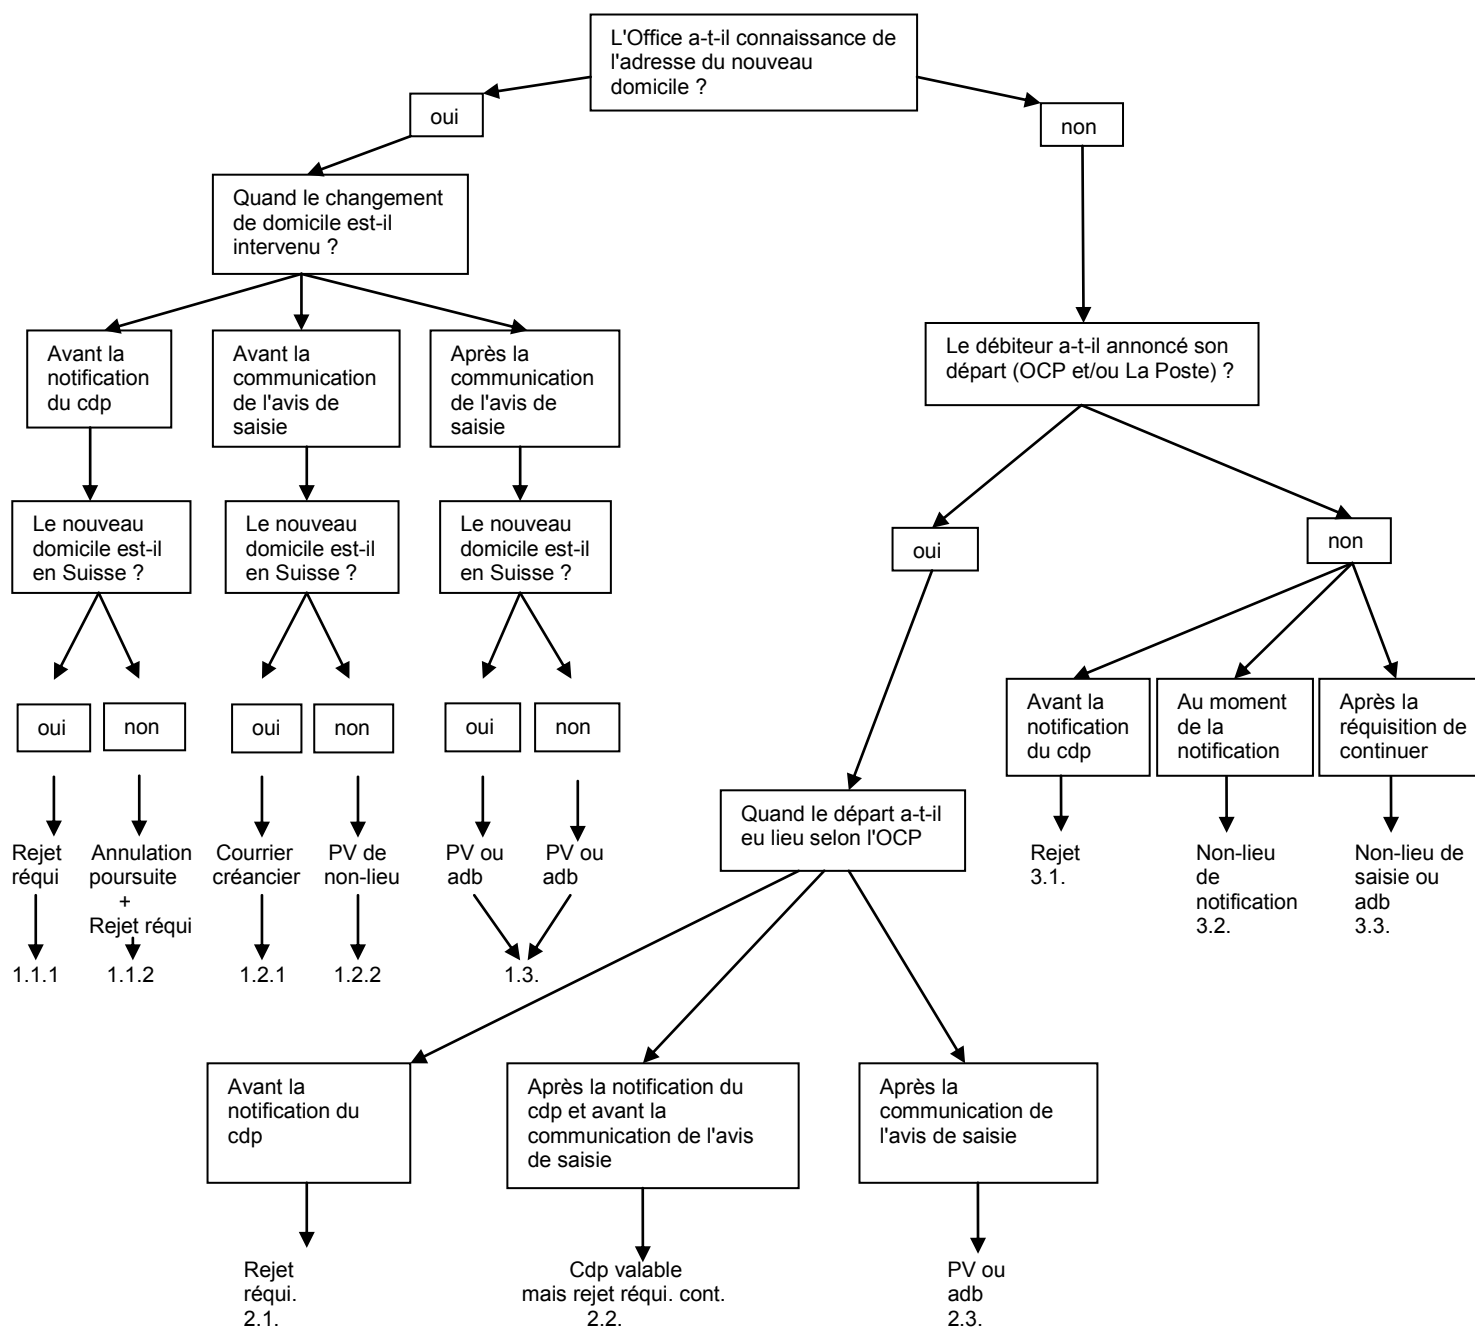 L'Office a-t-il connaissance de
l'adresse du nouveau
domicile ?
oui
non
Quand le changement
de domicile est-il
intervenu ?
Avant la
notification
du cdp
Avant la
communication
de l'avis de
saisie
Après la
communication
de l'avis de
saisie
Le débiteur a-t-il annoncé son
départ (OCP et/ou La Poste) ?
Le nouveau
domicile est-il
en Suisse ?
Le nouveau
domicile est-il
en Suisse ?
Le nouveau
domicile est-il
en Suisse ?
oui
non
oui
non
oui
non
oui
non
Rejet
réqui
1.1.1
Annulation
poursuite
+
Rejet réqui
1.1.2
Courrier
créancier
1.2.1
PV de
non-lieu
1.2.2
PV ou
adb
PV ou
adb
1.3.
Avant la
notification
du cdp
Au moment
de la
notification
Après la
réquisition de
continuer
Rejet
3.1.
Non-lieu
de
notification
3.2.
Non-lieu de
saisie ou
adb
3.3.
Quand le départ a-t-il
eu lieu selon l'OCP
Avant la
notification du
cdp
Après la notification du
cdp et avant la
communication de l'avis
de saisie
Après la
communication de
l'avis de saisie
Rejet
réqui.
2.1.
Cdp valable
mais rejet réqui. cont.
2.2.
PV ou
adb
2.3.